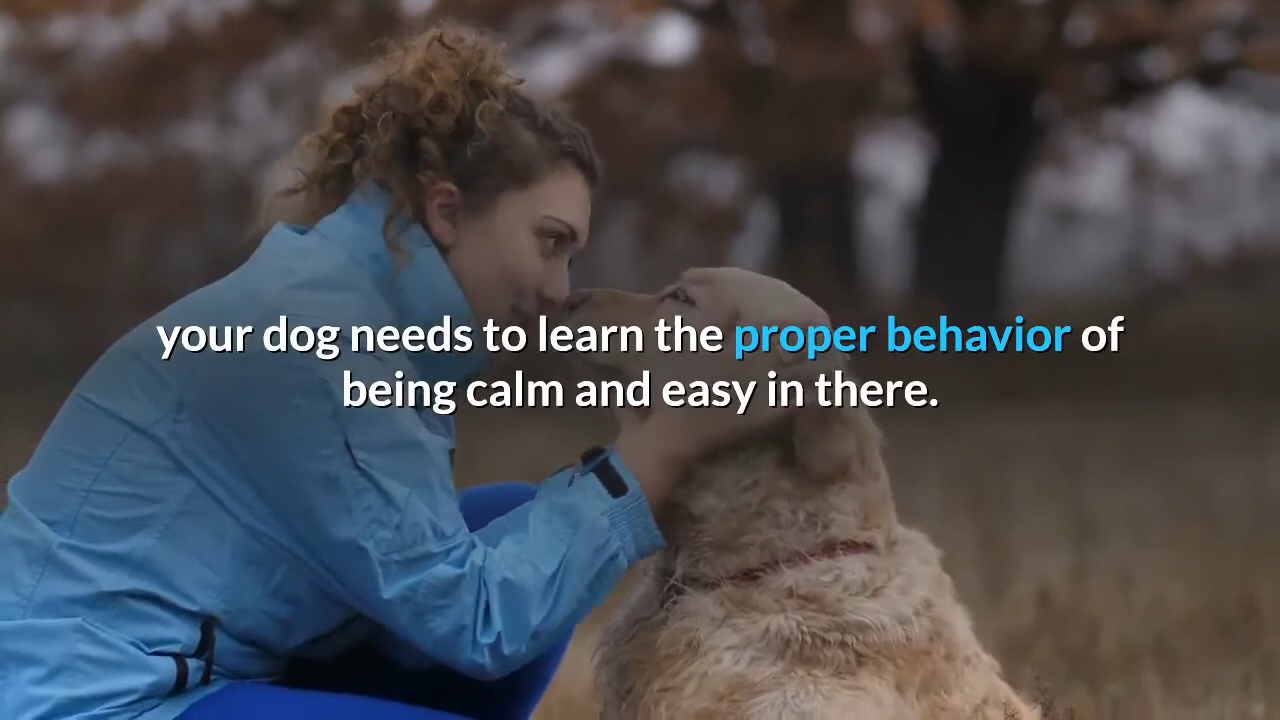 your dog needs to learn the proper behavior of
being calm and easy in there.